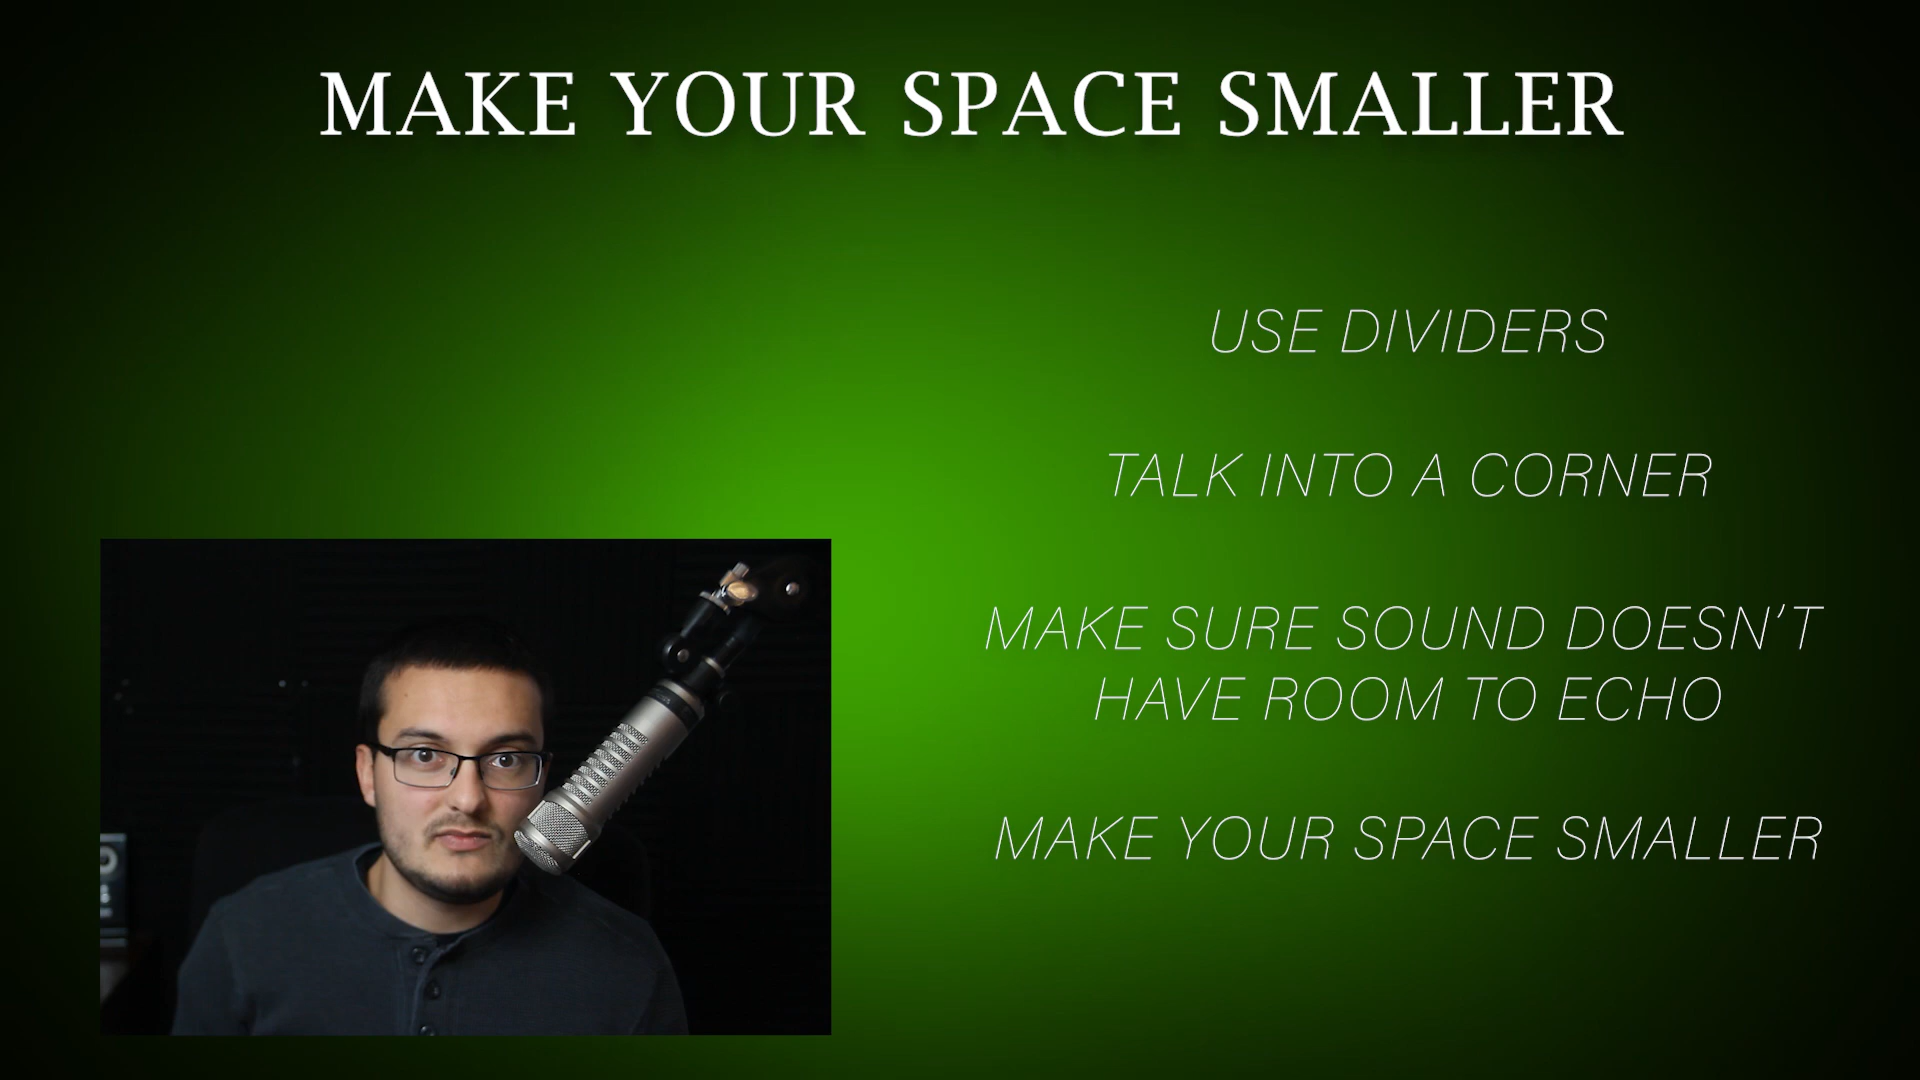 MAKE YOUR SPACE SMALLER
USE DIVIDERS
TALK INTO A CORNER
MAKE SURE SOUND DOESN'T
HAVE ROOM TO ECHO
MAKE YOUR SPACE SMALLER